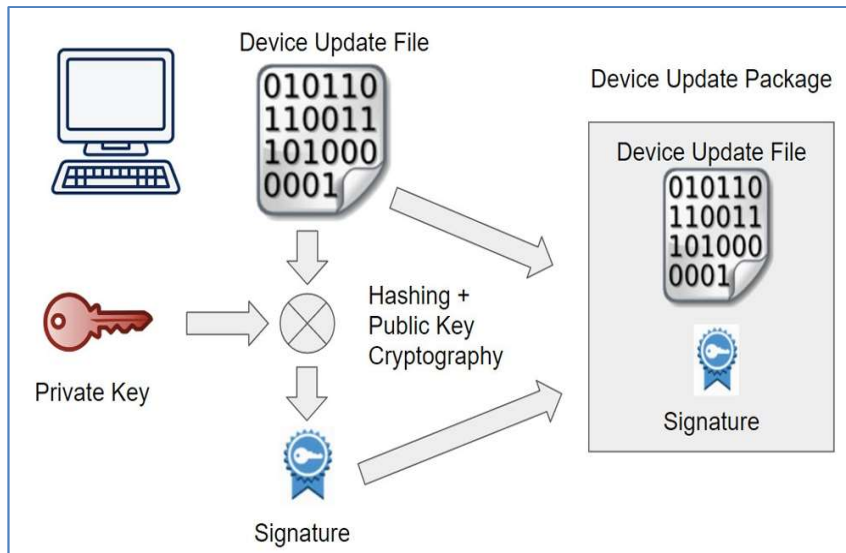 Device Update File
010110
110011
101000
0001
Device Update Package
Device Update File
010110
110011
101000
0001
Hashing +
Public Key
Cryptography
Private Key
Signature
Signature